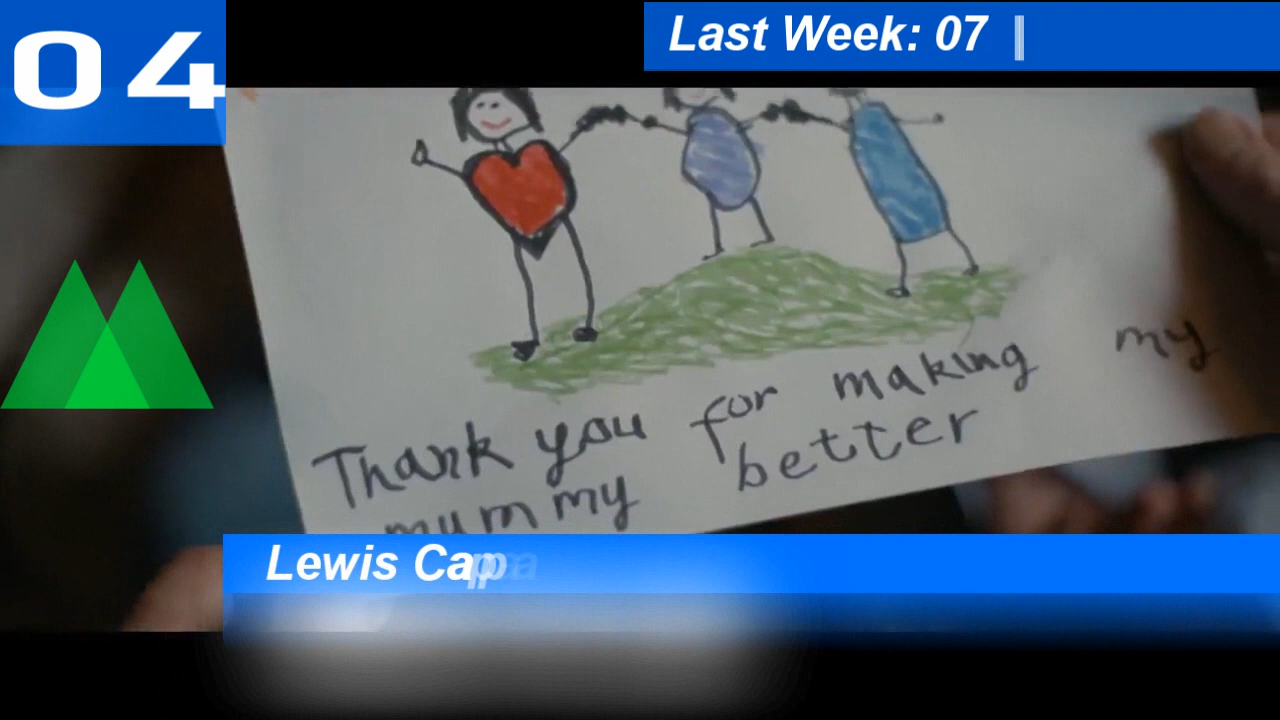 04
Last Week: 07
Thank you for making my
mummy better
Lewis Cap